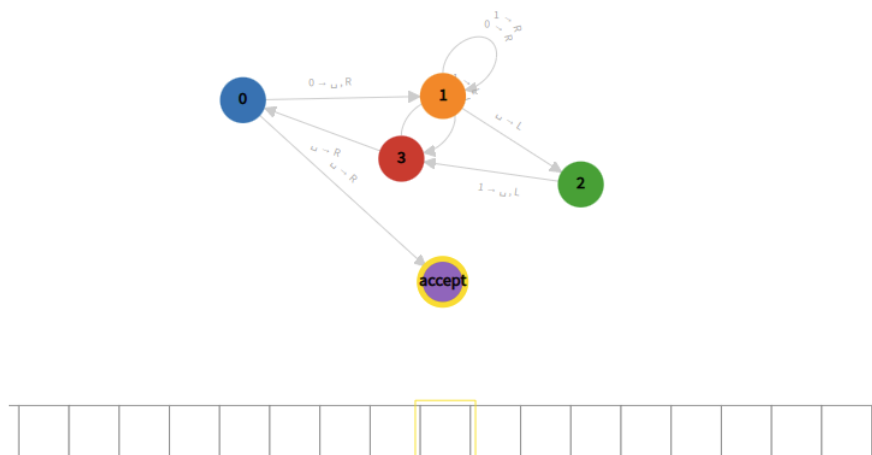 1 → R
0 → R
0 → ␣,R
1
0
3
␣ → R
␣ → R
␣ → L
2
1 → ␣,L
accept